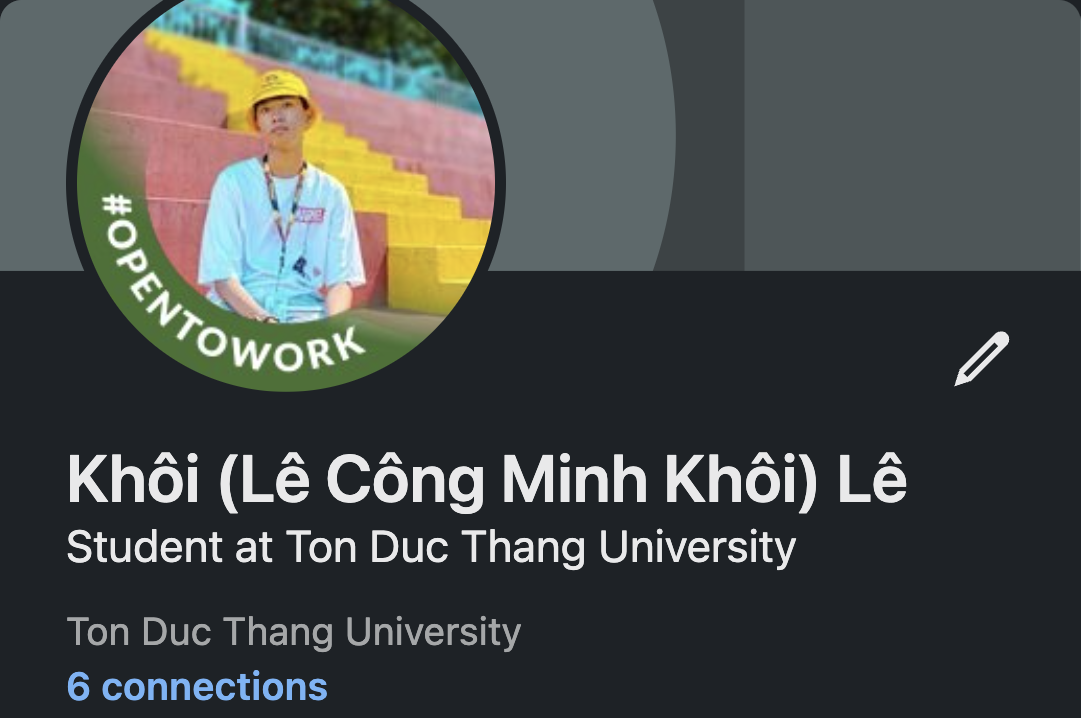 #OPENTOWORK
Khôi (Lê Công Minh Khôi) Lê
Student at Ton Duc Thang University
Ton Duc Thang University
6 connections